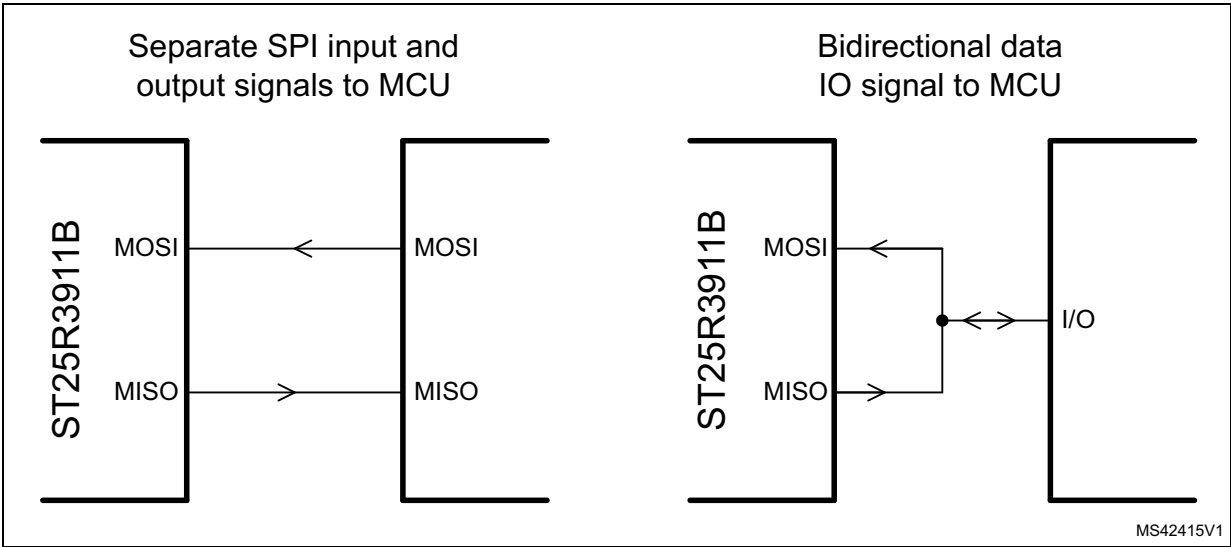 Separate SPI input and
output signals to MCU
ST25R3911B
MOSI
MOSI
MISO
MISO
Bidirectional data
IO signal to MCU
ST25R3911B
MOSI
I/O
MISO
MS42415V1